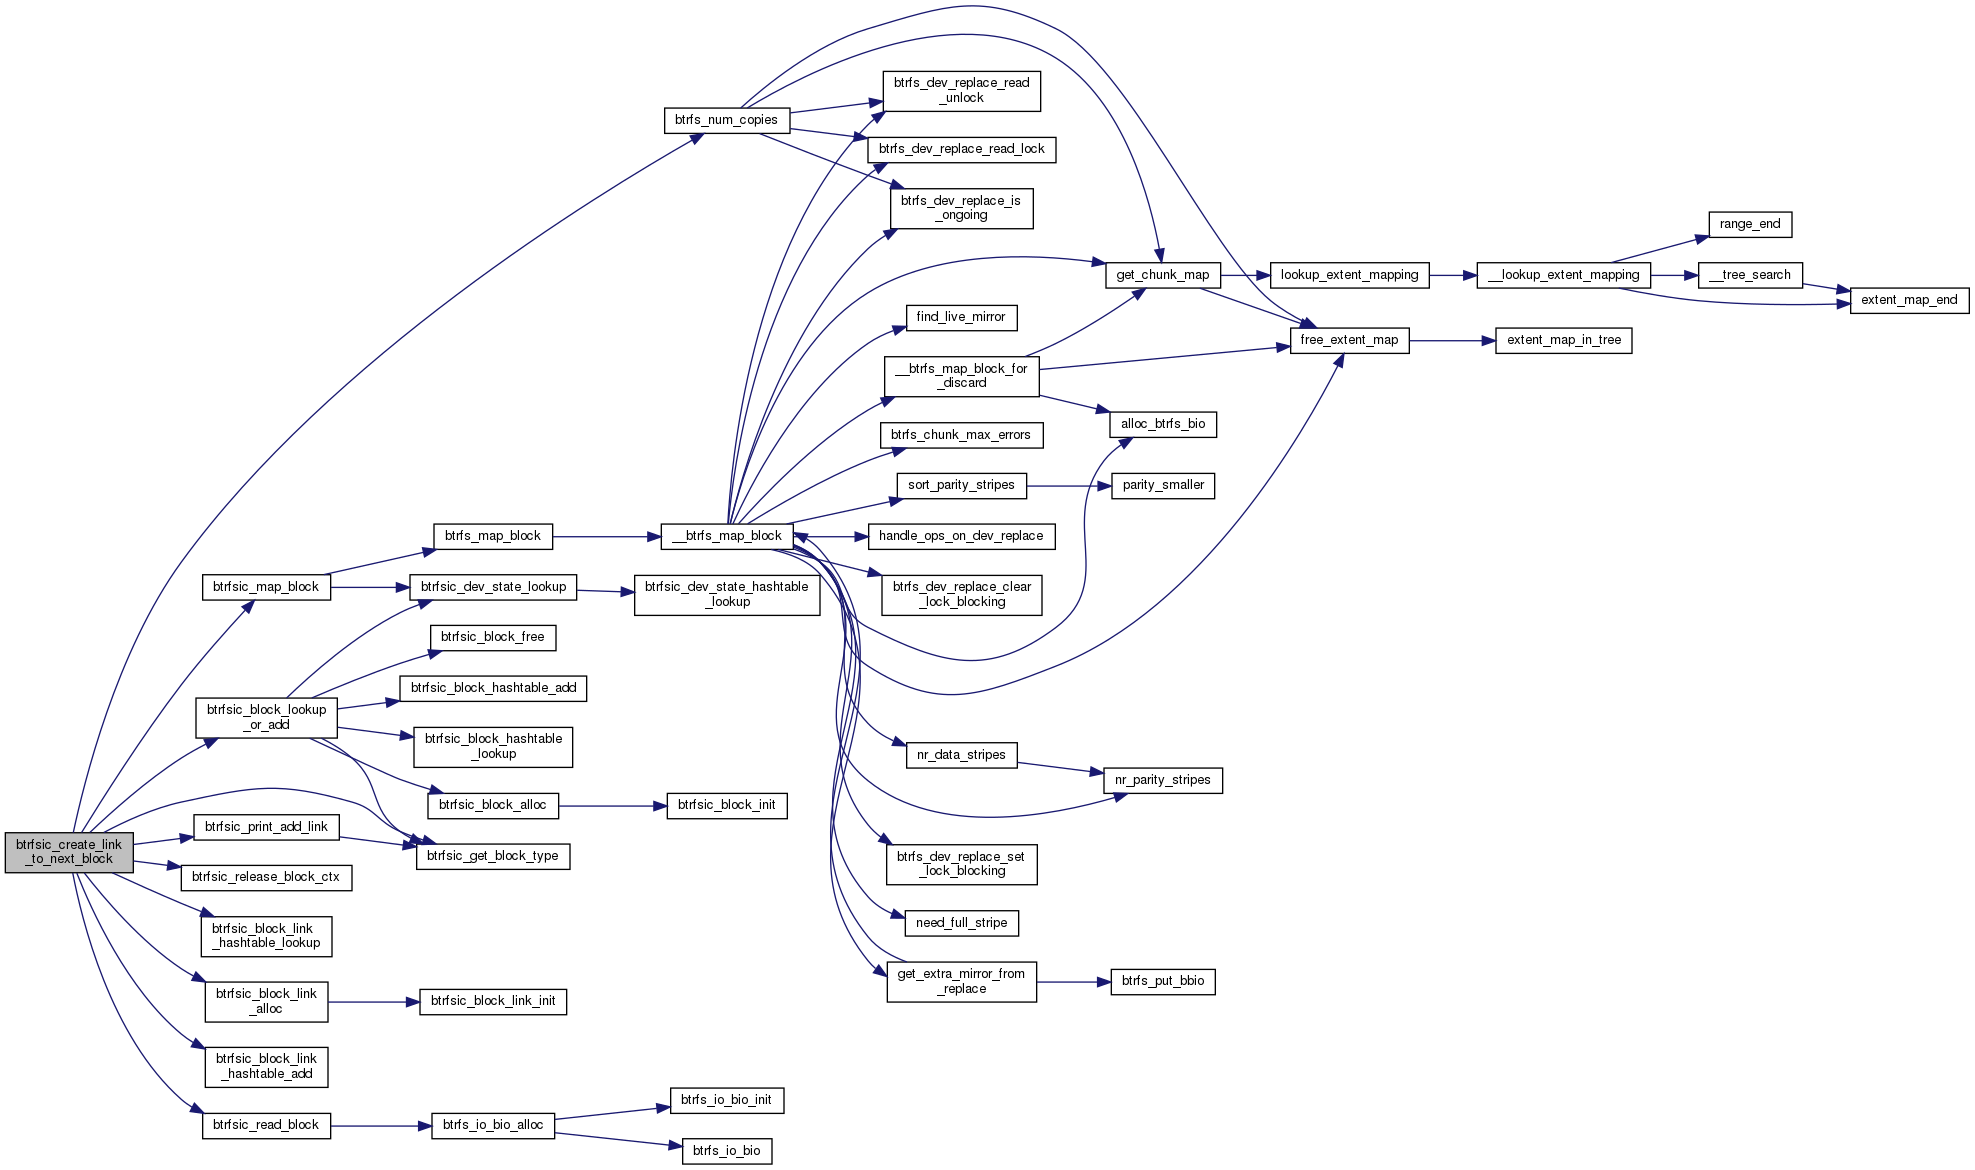 btrfsic_create_link
_to_next_block
btrfs_num_copies
btrfsic_map_block
btrfsic_block_lookup
_or_add
btrfsic_print_add_link
btrfsic_release_block_ctx
btrfsic_block_link
_hashtable_lookup
btrfsic_block_link
_alloc
btrfsic_block_link
_hashtable_add
btrfsic_read_block
btrfs_map_block
btrfsic_dev_state_lookup
btrfsic_block_free
btrfsic_block_hashtable_add
btrfsic_block_hashtable
_lookup
btrfsic_block_alloc
btrfsic_get_block_type
btrfsic_block_link_init
btrfs_io_bio_alloc
__btrfs_map_block
btrfsic_dev_state_hashtable
_lookup
btrfsic_block_init
btrfs_io_bio_init
btrfs_io_bio
btrfs_dev_replace_read
_unlock
btrfs_dev_replace_read_lock
btrfs_dev_replace_is
_ongoing
find_live_mirror
__btrfs_map_block_for
_discard
btrfs_chunk_max_errors
sort_parity_stripes
handle_ops_on_dev_replace
btrfs_dev_replace_clear
_lock_blocking
nr_data_stripes
btrfs_dev_replace_set
_lock_blocking
need_full_stripe
get_extra_mirror_from
_replace
get_chunk_map
alloc_btrfs_bio
parity_smaller
nr_parity_stripes
btrfs_put_bbio
lookup_extent_mapping
free_extent_map
__lookup_extent_mapping
extent_map_in_tree
range_end
__tree_search
extent_map_end